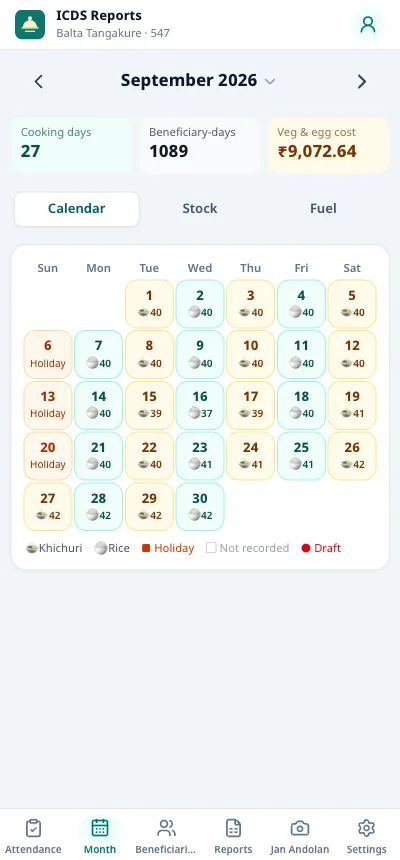 ICDS Reports
Balta Tangakure · 547
September 2026
Cooking days
27
Beneficiary-days
1089
Veg & egg cost
₹9,072.64
Calendar Stock Fuel
Sun Mon Tue Wed Thu Fri Sat
1 2 3 4 5
40 40 40 40 40
6 7 8 9 10 11 12
Holiday 40 40 40 40 40 40
13 14 15 16 17 18 19
Holiday 40 39 37 39 40 41
20 21 22 23 24 25 26
Holiday 40 40 41 41 41 42
27 28 29 30
42 42 42 42
Khichuri Rice Holiday Not recorded Draft
Attendance Month Beneficiari... Reports Jan Andolan Settings